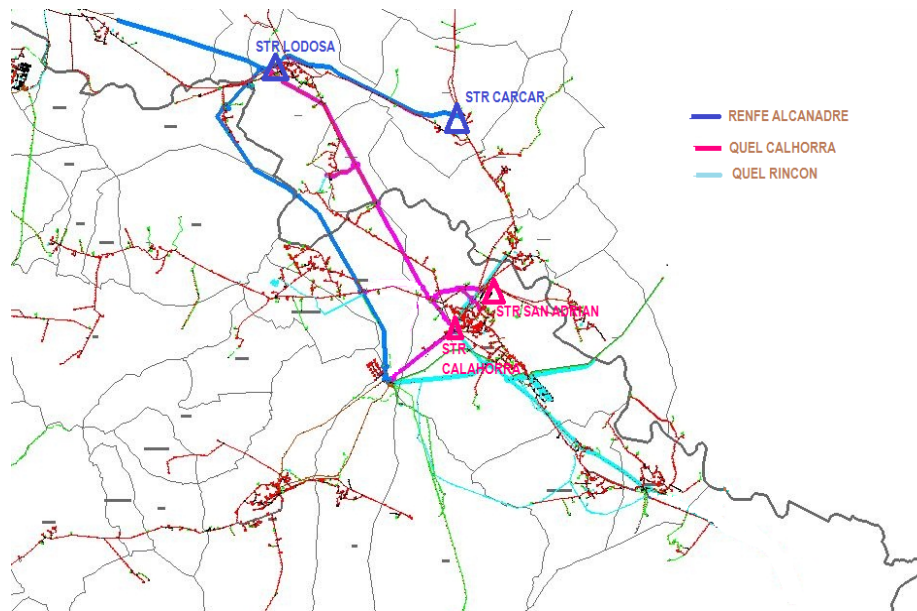 STR LODOSA
STR CARCAR
RENFE ALCANADRE
QUEL CALHORRA
QUEL RINCON
STR SAN ADRIAN
STR
CALAHORRA